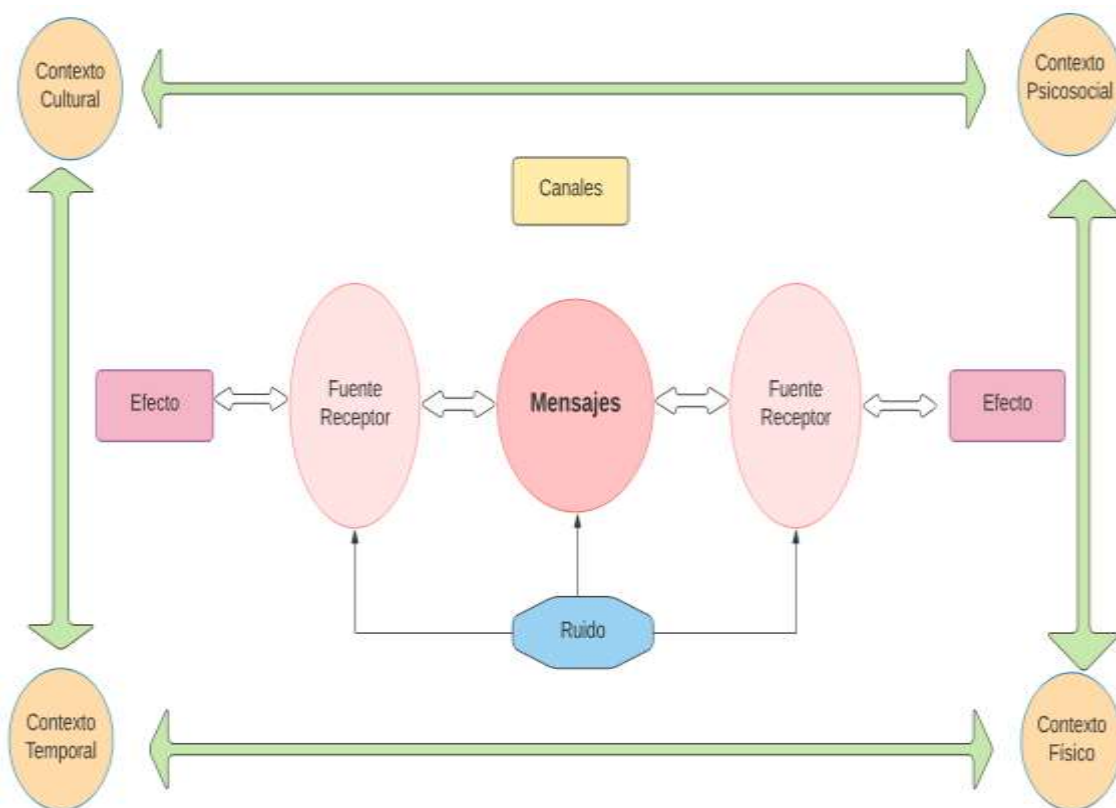 Contexto
Cultural
Contexto
Psicosocial
Canales
Efecto
Fuente
Receptor
Mensajes
Fuente
Receptor
Efecto
Ruido
Contexto
Temporal
Contexto
Físico